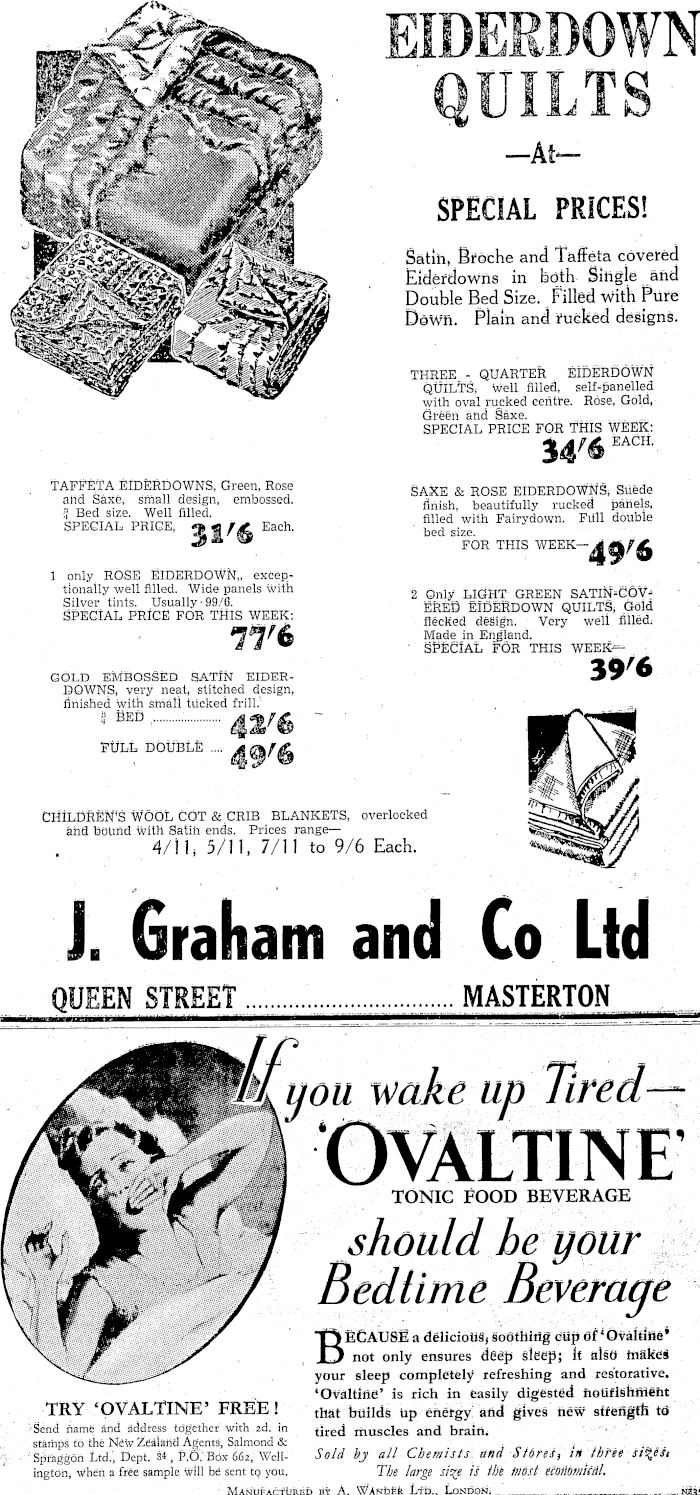 EIDERDOWN
QUILTS
—At—
SPECIAL PRICES!
Satin, Broche and Taffeta covered
Eiderdowns in both Single and
Double Bed Size. Filled with Pure
Down. Plain and rucked designs.
THREE - QUARTER EIDERDOWN
QUILTS, well filled, self-panelled
with oval rucked centre. Rose, Gold,
Green and Saxe.
SPECIAL PRICE FOR THIS WEEK:
34/6 EACH.
SAXE & ROSE EIDERDOWNS, Suede
finish, beautifully rucked panels,
filled with Fairydown. Full double
bed size.
FOR THIS WEEK—49/6
2 Only LIGHT GREEN SATIN-COV-
ERED EIDERDOWN QUILTS, Gold
flecked design. Very well filled.
Made in England.
SPECIAL FOR THIS WEEK—
39/6
TAFFETA EIDERDOWNS, Green, Rose
and Saxe, small design, embossed.
¾ Bed size. Well filled.
SPECIAL PRICE, 31/6 Each.
1 only ROSE EIDERDOWN,, excep-
tionally well filled. Wide panels with
Silver tints. Usually 99/6.
SPECIAL PRICE FOR THIS WEEK:
77/6
GOLD EMBOSSED SATIN EIDER-
DOWNS, very neat, stitched design,
finished with small tucked frill.
¾ BED ..................... 42/6
FULL DOUBLE .... 49/6
CHILDREN'S WOOL COT & CRIB BLANKETS, overlocked
and bound with Satin ends. Prices range—
4/11, 5/11, 7/11 to 9/6 Each.
J. Graham and Co Ltd
QUEEN STREET .................................. MASTERTON
If you wake up Tired—
'OVALTINE'
TONIC FOOD BEVERAGE
should be your
Bedtime Beverage
BECAUSE a delicious, soothing cup of 'Ovaltine'
not only ensures deep sleep; it also makes
your sleep completely refreshing and restorative.
'Ovaltine' is rich in easily digested nourishment
that builds up energy and gives new strength to
tired muscles and brain.
Sold by all Chemists and Stores, in three sizes.
The large size is the most economical.
TRY 'OVALTINE' FREE!
Send name and address together with 2d. in
stamps to the New Zealand Agents, Salmond &
Spraggon Ltd., Dept. 84, P.O. Box 662, Well-
ington, when a free sample will be sent to you.
MANUFACTURED BY A. WANDER LTD., LONDON.